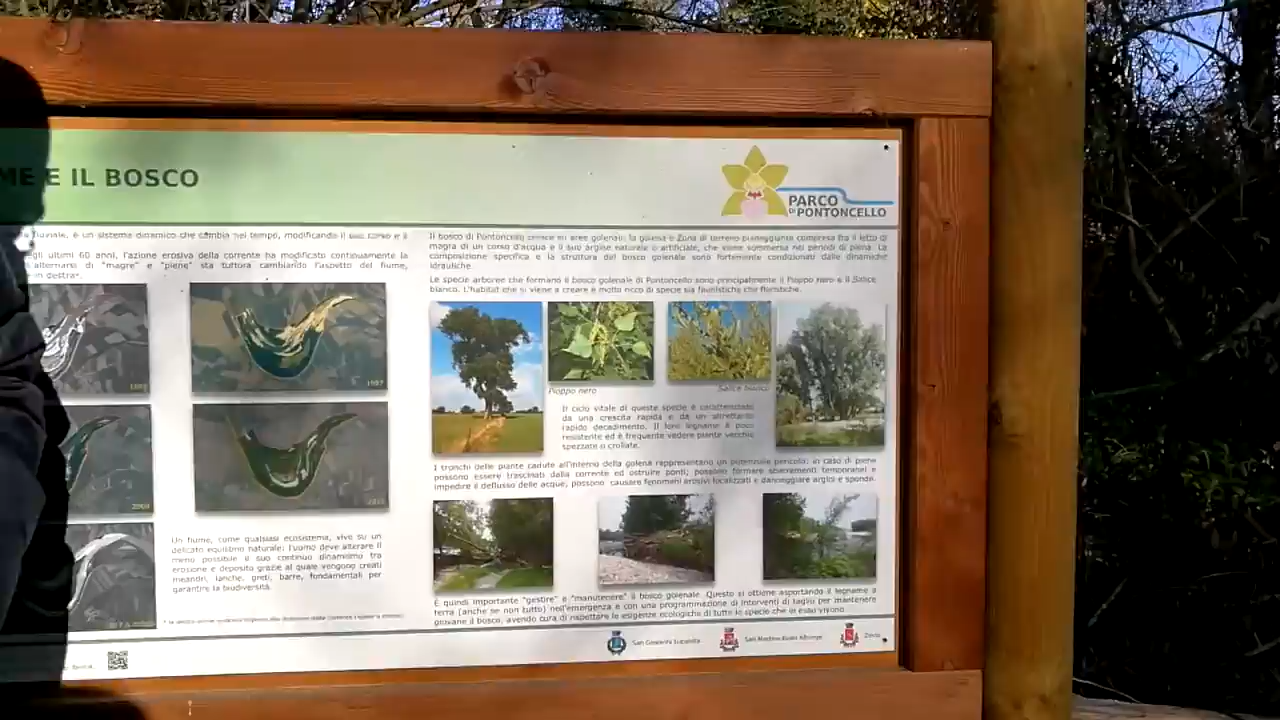 E IL BOSCO
PARCO
DI PONTONCELLO
fluviale, è un sistema dinamico che cambia nel tempo, modificando il suo corso e il
ultimi 60 anni, l'azione erosiva della corrente ha modificato continuamente la
alternarsi di "magre" e "piene" sta tuttora cambiando l'aspetto del fiume,
in destra*.
1997
Un fiume, come qualsiasi ecosistema, vive su un
delicato equilibrio naturale: l'uomo deve alterare il
meno possibile il suo continuo dinamismo tra
erosione e deposito grazie al quale vengono creati
meandri, lanche, greti, barre, fondamentali per
garantire la biodiversità.
Il bosco di Pontoncello cresce in aree golenali: la golena è Zona di terreno pianeggiante compresa fra il letto di
magra di un corso d'acqua e il suo argine naturale o artificiale, che viene sommersa nei periodi di piena. La
composizione specifica e la struttura del bosco golenale sono fortemente condizionati dalle dinamiche
idrauliche.
Le specie arboree che formano il bosco golenale di Pontoncello sono principalmente il Pioppo nero e il Salice
bianco. L'habitat che si viene a creare è molto ricco di specie sia faunistiche che floristiche.
Pioppo nero
Salice bianco
Il ciclo vitale di queste specie è caratterizzato
da una crescita rapida e da un altrettanto
rapido decadimento. Il loro legname è poco
resistente ed è frequente vedere piante vecchie
spezzate o crollate.
I tronchi delle piante cadute all'interno della golena rappresentano un potenziale pericolo: in caso di piene
possono essere trascinati dalla corrente ed ostruire ponti, possono formare sbarramenti temporanei e
impedire il deflusso delle acque, possono causare fenomeni erosivi localizzati e danneggiare argini e sponde.
È quindi importante "gestire" e "manutenere" il bosco golenale. Questo si ottiene asportando il legname a
terra (anche se non tutto) nell'emergenza e con una programmazione di interventi di taglio per mantenere
giovane il bosco, avendo cura di rispettare le esigenze ecologiche di tutte le specie che in esso vivono.
San Giovanni Lupatoto
San Martino Buon Albergo
Zevio